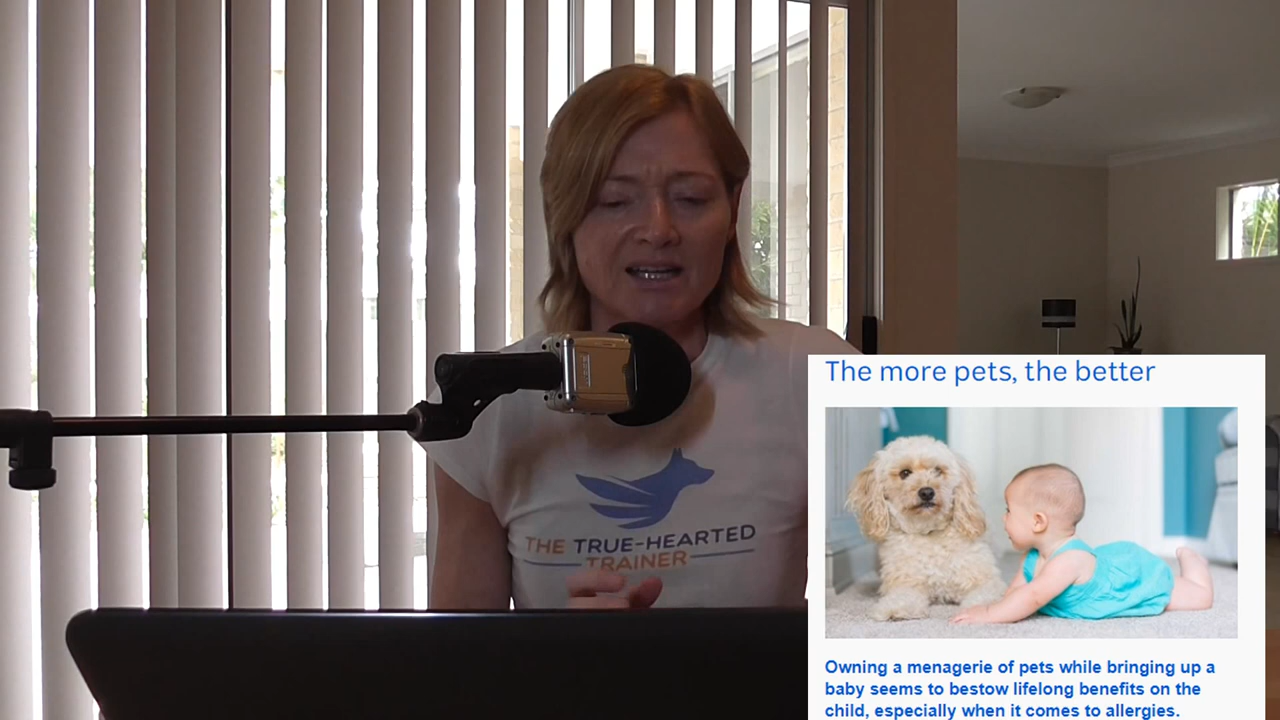 THE TRUE-HEARTED
TRAINER
The more pets, the better
Owning a menagerie of pets while bringing up a
baby seems to bestow lifelong benefits on the
child, especially when it comes to allergies.